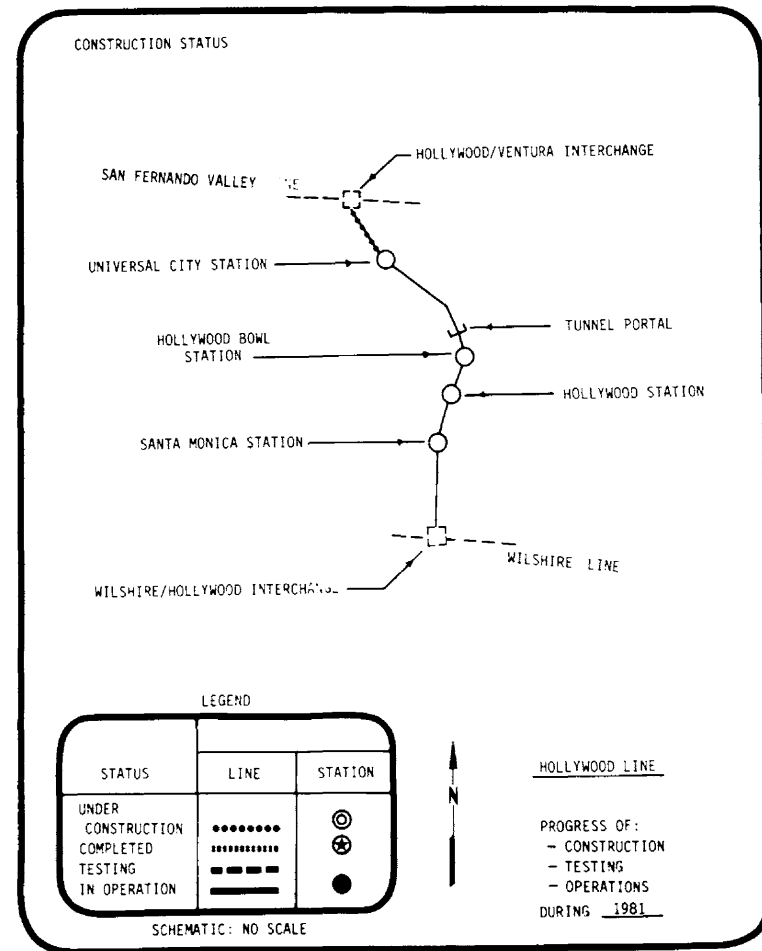 CONSTRUCTION STATUS
HOLLYWOOD/VENTURA INTERCHANGE
SAN FERNANDO VALLEY
UNIVERSAL CITY STATION
TUNNEL PORTAL
HOLLYWOOD BOWL
STATION
HOLLYWOOD STATION
SANTA MONICA STATION
WILSHIRE LINE
WILSHIRE/HOLLYWOOD
LEGEND
STATUS LINE STATION
UNDER
CONSTRUCTION
COMPLETED
TESTING
IN OPERATION
SCHEMATIC: NO SCALE
N
HOLLYWOOD LINE
PROGRESS OF:
- CONSTRUCTION
- TESTING
- OPERATIONS
DURING 1981